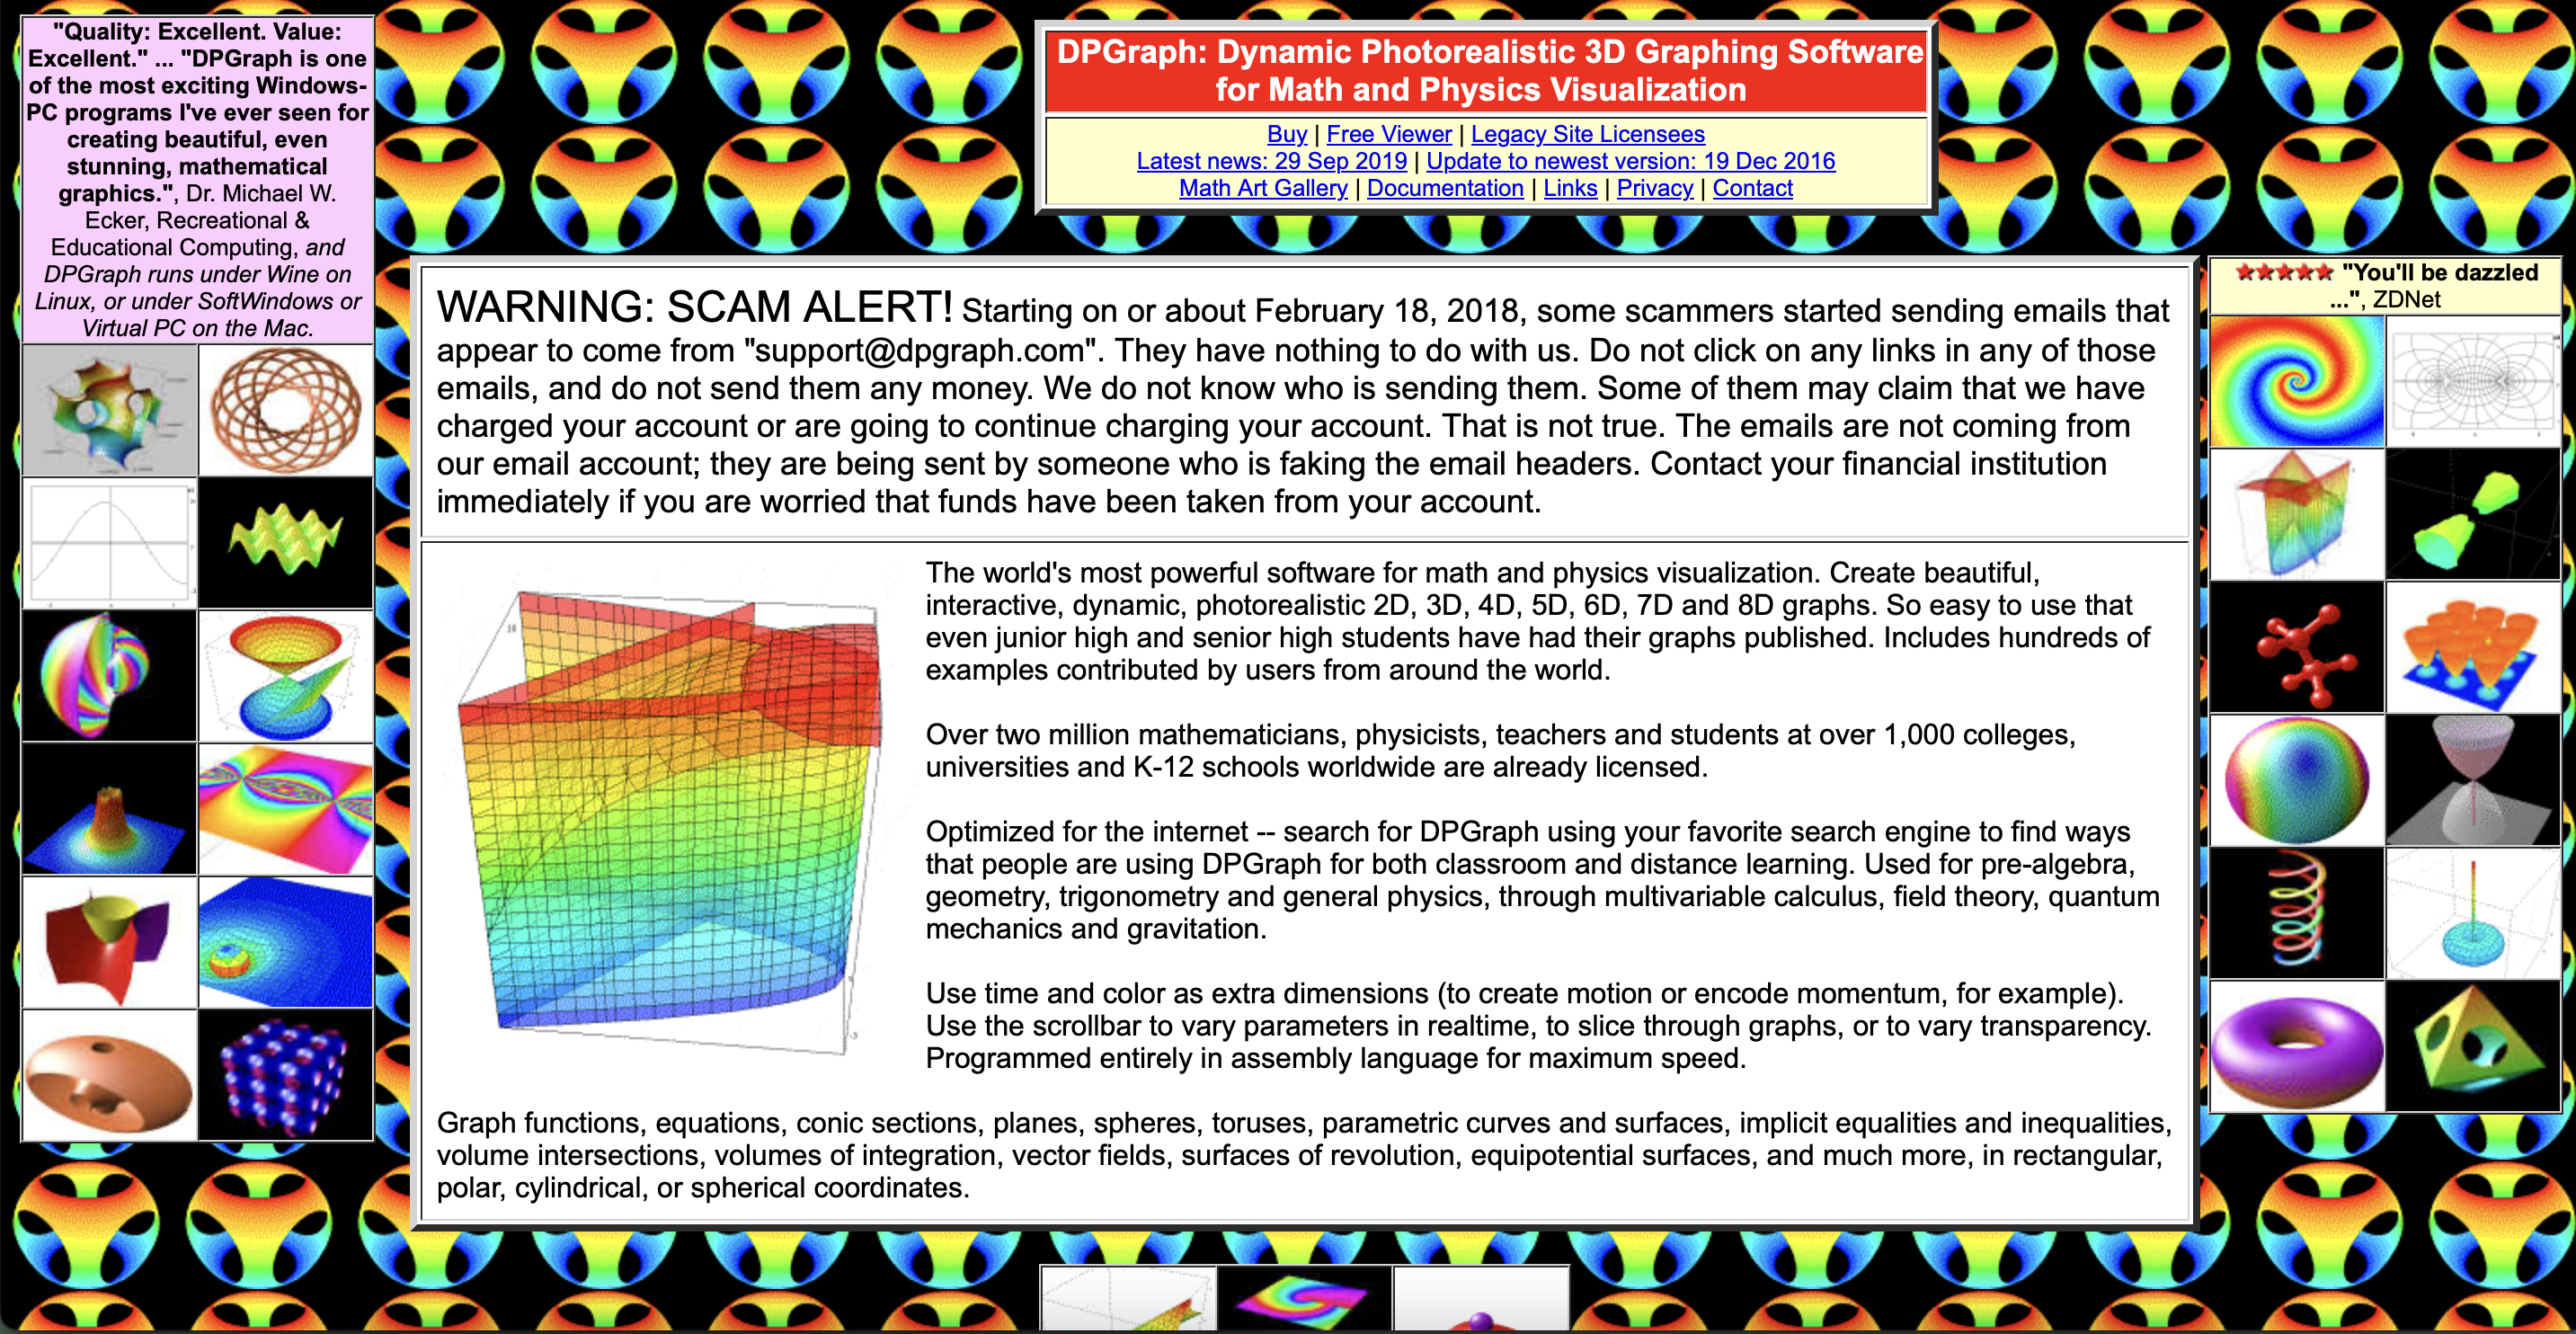 "Quality: Excellent. Value:
Excellent." ... "DPGraph is one
of the most exciting Windows-
PC programs I've ever seen for
creating beautiful, even
stunning, mathematical
graphics.", Dr. Michael W.
Ecker, Recreational &
Educational Computing, and
DPGraph runs under Wine on
Linux, or under SoftWindows or
Virtual PC on the Mac.
DPGraph: Dynamic Photorealistic 3D Graphing Software
for Math and Physics Visualization
Buy | Free Viewer | Legacy Site Licensees
Latest news: 29 Sep 2019 | Update to newest version: 19 Dec 2016
Math Art Gallery | Documentation | Links | Privacy | Contact
WARNING: SCAM ALERT! Starting on or about February 18, 2018, some scammers started sending emails that
appear to come from "support@dpgraph.com". They have nothing to do with us. Do not click on any links in any of those
emails, and do not send them any money. We do not know who is sending them. Some of them may claim that we have
charged your account or are going to continue charging your account. That is not true. The emails are not coming from
our email account; they are being sent by someone who is faking the email headers. Contact your financial institution
immediately if you are worried that funds have been taken from your account.
The world's most powerful software for math and physics visualization. Create beautiful,
interactive, dynamic, photorealistic 2D, 3D, 4D, 5D, 6D, 7D and 8D graphs. So easy to use that
even junior high and senior high students have had their graphs published. Includes hundreds of
examples contributed by users from around the world.
Over two million mathematicians, physicists, teachers and students at over 1,000 colleges,
universities and K-12 schools worldwide are already licensed.
Optimized for the internet -- search for DPGraph using your favorite search engine to find ways
that people are using DPGraph for both classroom and distance learning. Used for pre-algebra,
geometry, trigonometry and general physics, through multivariable calculus, field theory, quantum
mechanics and gravitation.
Use time and color as extra dimensions (to create motion or encode momentum, for example).
Use the scrollbar to vary parameters in realtime, to slice through graphs, or to vary transparency.
Programmed entirely in assembly language for maximum speed.
Graph functions, equations, conic sections, planes, spheres, toruses, parametric curves and surfaces, implicit equalities and inequalities,
volume intersections, volumes of integration, vector fields, surfaces of revolution, equipotential surfaces, and much more, in rectangular,
polar, cylindrical, or spherical coordinates.
"You'll be dazzled
...", ZDNet